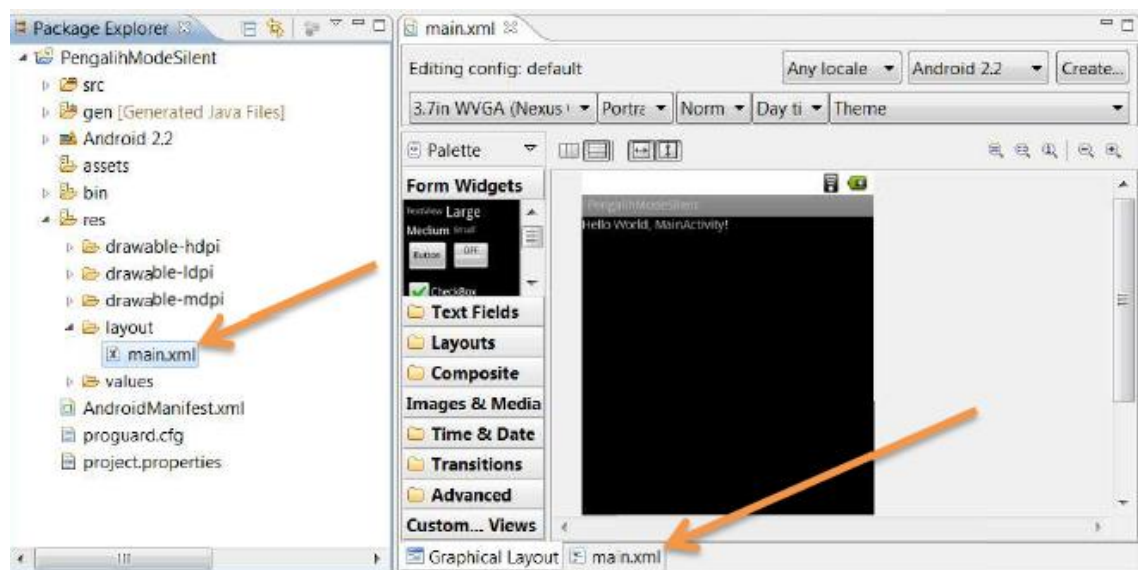 Package Explorer
PengalihModeSilent
src
gen [Generated Java Files]
Android 2.2
assets
bin
res
drawable-hdpi
drawable-ldpi
drawable-mdpi
layout
main.xml
values
AndroidManifest.xml
proguard.cfg
project.properties
main.xml
Editing config: default
Any locale
Android 2.2
Create...
3.7in WVGA (Nexus
Portra
Norm
Day ti
Theme
Palette
Form Widgets
TextView Large
Medium Small
Button OFF
CheckBox
Text Fields
Layouts
Composite
Images & Media
Time & Date
Transitions
Advanced
Custom... Views
PengalihModeSilent
Hello World, MainActivity!
Graphical Layout
main.xml